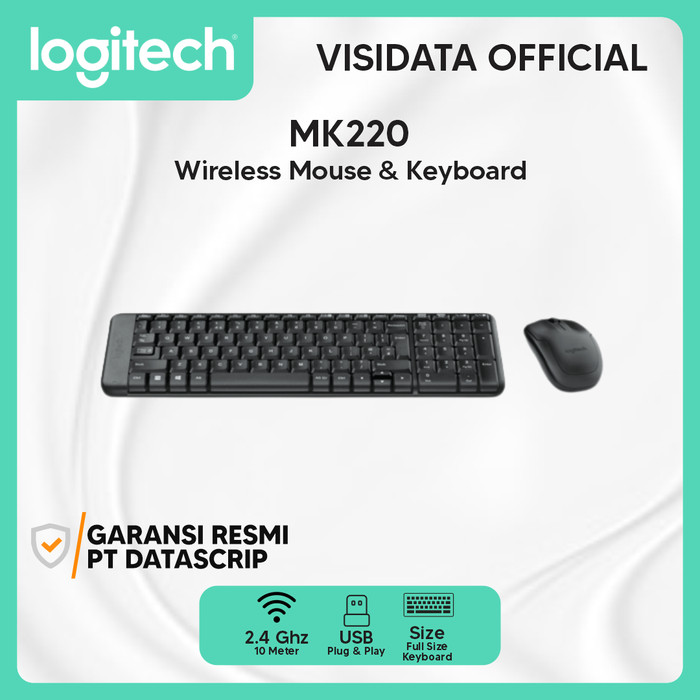 logitech
VISIDATA OFFICIAL
MK220
Wireless Mouse & Keyboard
GARANSI RESMI
PT DATASCRIP
2.4 Ghz
10 Meter
USB
Plug & Play
Size
Full Size
Keyboard